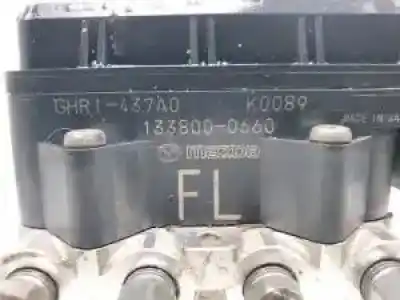 GHR1-437A0 K0089
133800-0660 MADE IN JAPAN
mazda
FL